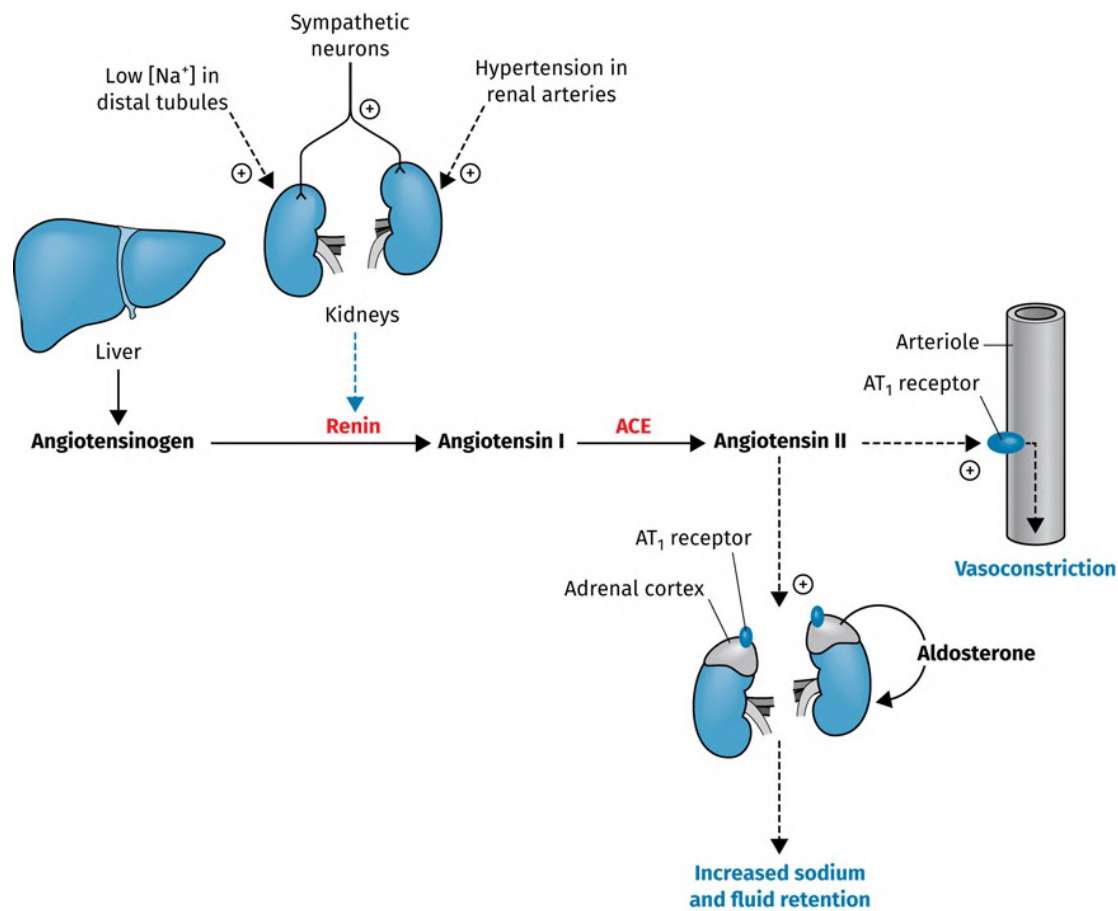 Sympathetic
neurons
Low [Na⁺] in
distal tubules
Hypertension in
renal arteries
+
+
+
Kidneys
Liver
Arteriole
AT₁ receptor
Angiotensinogen
Renin
Angiotensin I
ACE
Angiotensin II
+
Vasoconstriction
AT₁ receptor
Adrenal cortex
+
Aldosterone
Increased sodium
and fluid retention